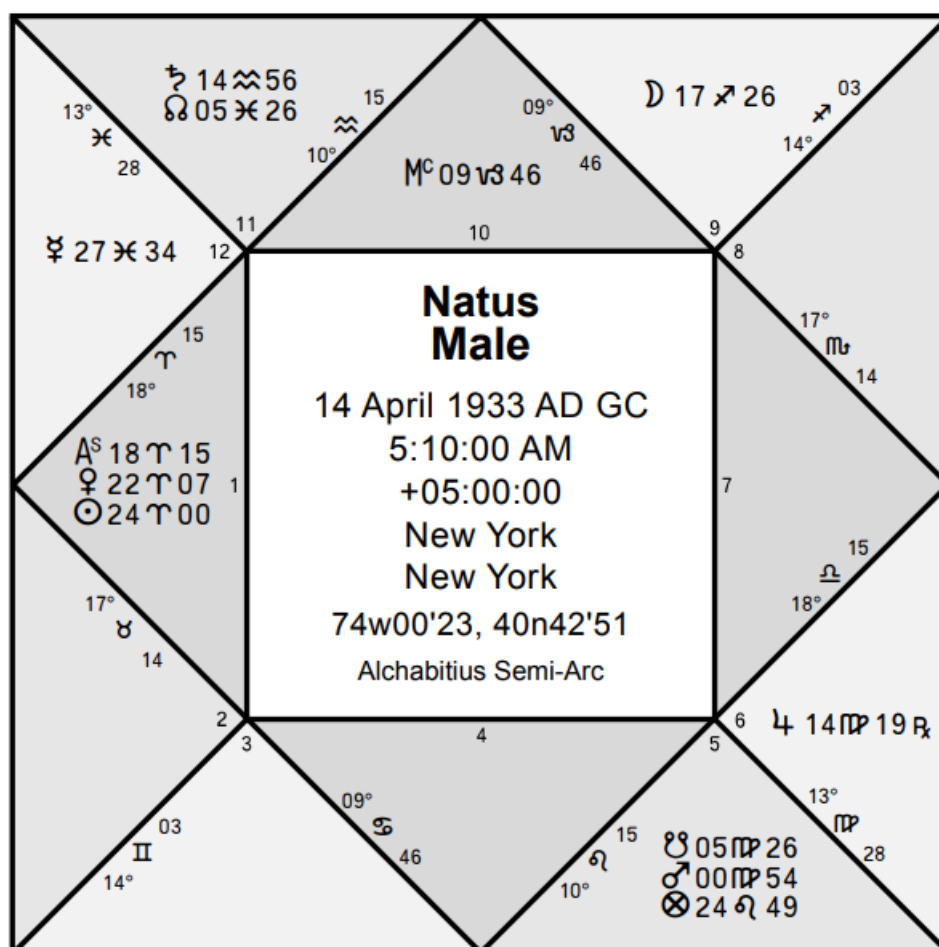 ♄ 14 ♒ 56
☊ 05 ♓ 26
13° ♓ 28
15 ♒ 10°
09° ♑ 46
M꜀ 09 ♑ 46
☽ 17 ♐ 26
03 ♐ 14°
11
12
10
9
8
☿ 27 ♓ 34
15 ♈ 18°
17° ♏ 14
Natus
Male
14 April 1933 AD GC
5:10:00 AM
+05:00:00
New York
New York
74w00'23, 40n42'51
Alchabitius Semi-Arc
As 18 ♈ 15
♀ 22 ♈ 07
☉ 24 ♈ 00
1
7
15 ♎ 18°
17° ♉ 14
2
3
4
5
6
♃ 14 ♍ 19 ℞
03 ♊ 14°
09° ♋ 46
15 ♌ 10°
13° ♍ 28
☋ 05 ♍ 26
♂ 00 ♍ 54
⊗ 24 ♌ 49